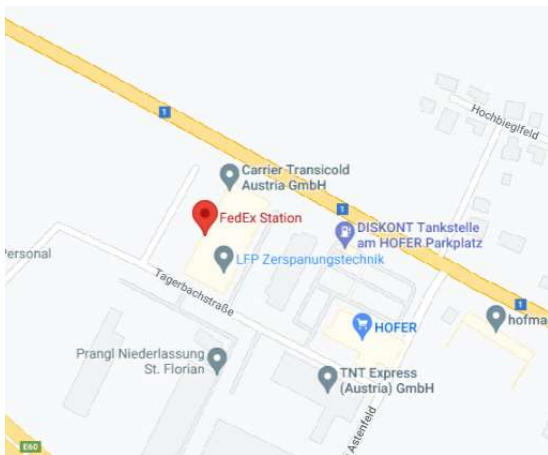 1
Hochbieglfeld
Carrier Transicold
Austria GmbH
1
FedEx Station
DISKONT Tankstelle
am HOFER Parkplatz
Personal
LFP Zerspanungstechnik
Tagerbachstraße
1
HOFER
hofma
Prangl Niederlassung
St. Florian
TNT Express
(Austria) GmbH
Astenfeld
E60